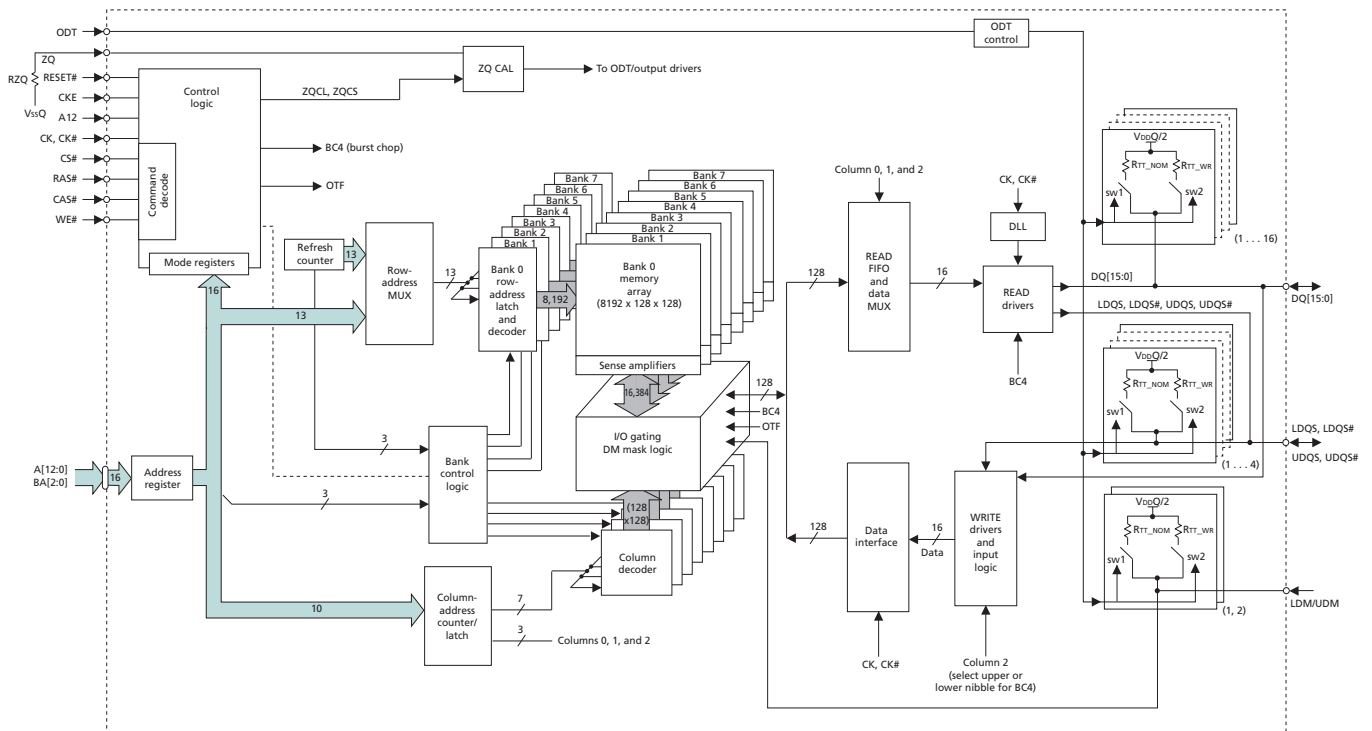 ODT
ODT
control
ZQ
RZQ
VSSQ
RESET#
CKE
A12
CK, CK#
CS#
RAS#
CAS#
WE#
Control
logic
Command
decode
Mode registers
ZQCL, ZQCS
ZQ CAL
To ODT/output drivers
BC4 (burst chop)
OTF
16
Refresh
counter
13
13
Row-
address
MUX
13
Bank 7
Bank 6
Bank 5
Bank 4
Bank 3
Bank 2
Bank 1
Bank 0
row-
address
latch
and
decoder
8,192
Bank 7
Bank 6
Bank 5
Bank 4
Bank 3
Bank 2
Bank 1
Bank 0
memory
array
(8192 x 128 x 128)
Sense amplifiers
16,384
I/O gating
DM mask logic
128
BC4
OTF
(128
x128)
Column
decoder
3
3
Bank
control
logic
A[12:0]
BA[2:0]
16
Address
register
10
Column-
address
counter/
latch
7
3
Columns 0, 1, and 2
Column 0, 1, and 2
128
READ
FIFO
and
data
MUX
16
CK, CK#
DLL
READ
drivers
BC4
DQ[15:0]
LDQS, LDQS#, UDQS, UDQS#
VDDQ/2
RTT_NOM
RTT_WR
sw1
sw2
(1 . . . 16)
DQ[15:0]
VDDQ/2
RTT_NOM
RTT_WR
sw1
sw2
(1 . . . 4)
LDQS, LDQS#
UDQS, UDQS#
128
Data
interface
CK, CK#
16
Data
WRITE
drivers
and
input
logic
Column 2
(select upper or
lower nibble for BC4)
VDDQ/2
RTT_NOM
RTT_WR
sw1
sw2
(1, 2)
LDM/UDM